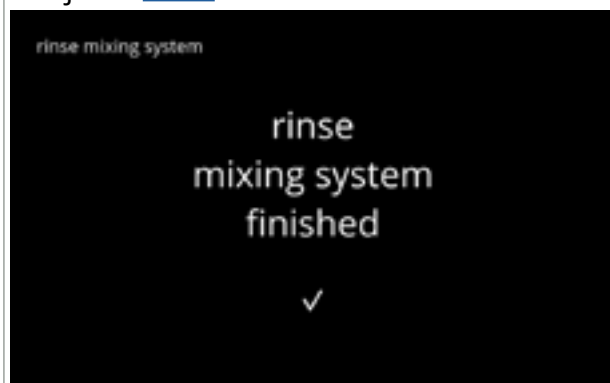 rinse mixing system
rinse
mixing system
finished
✓